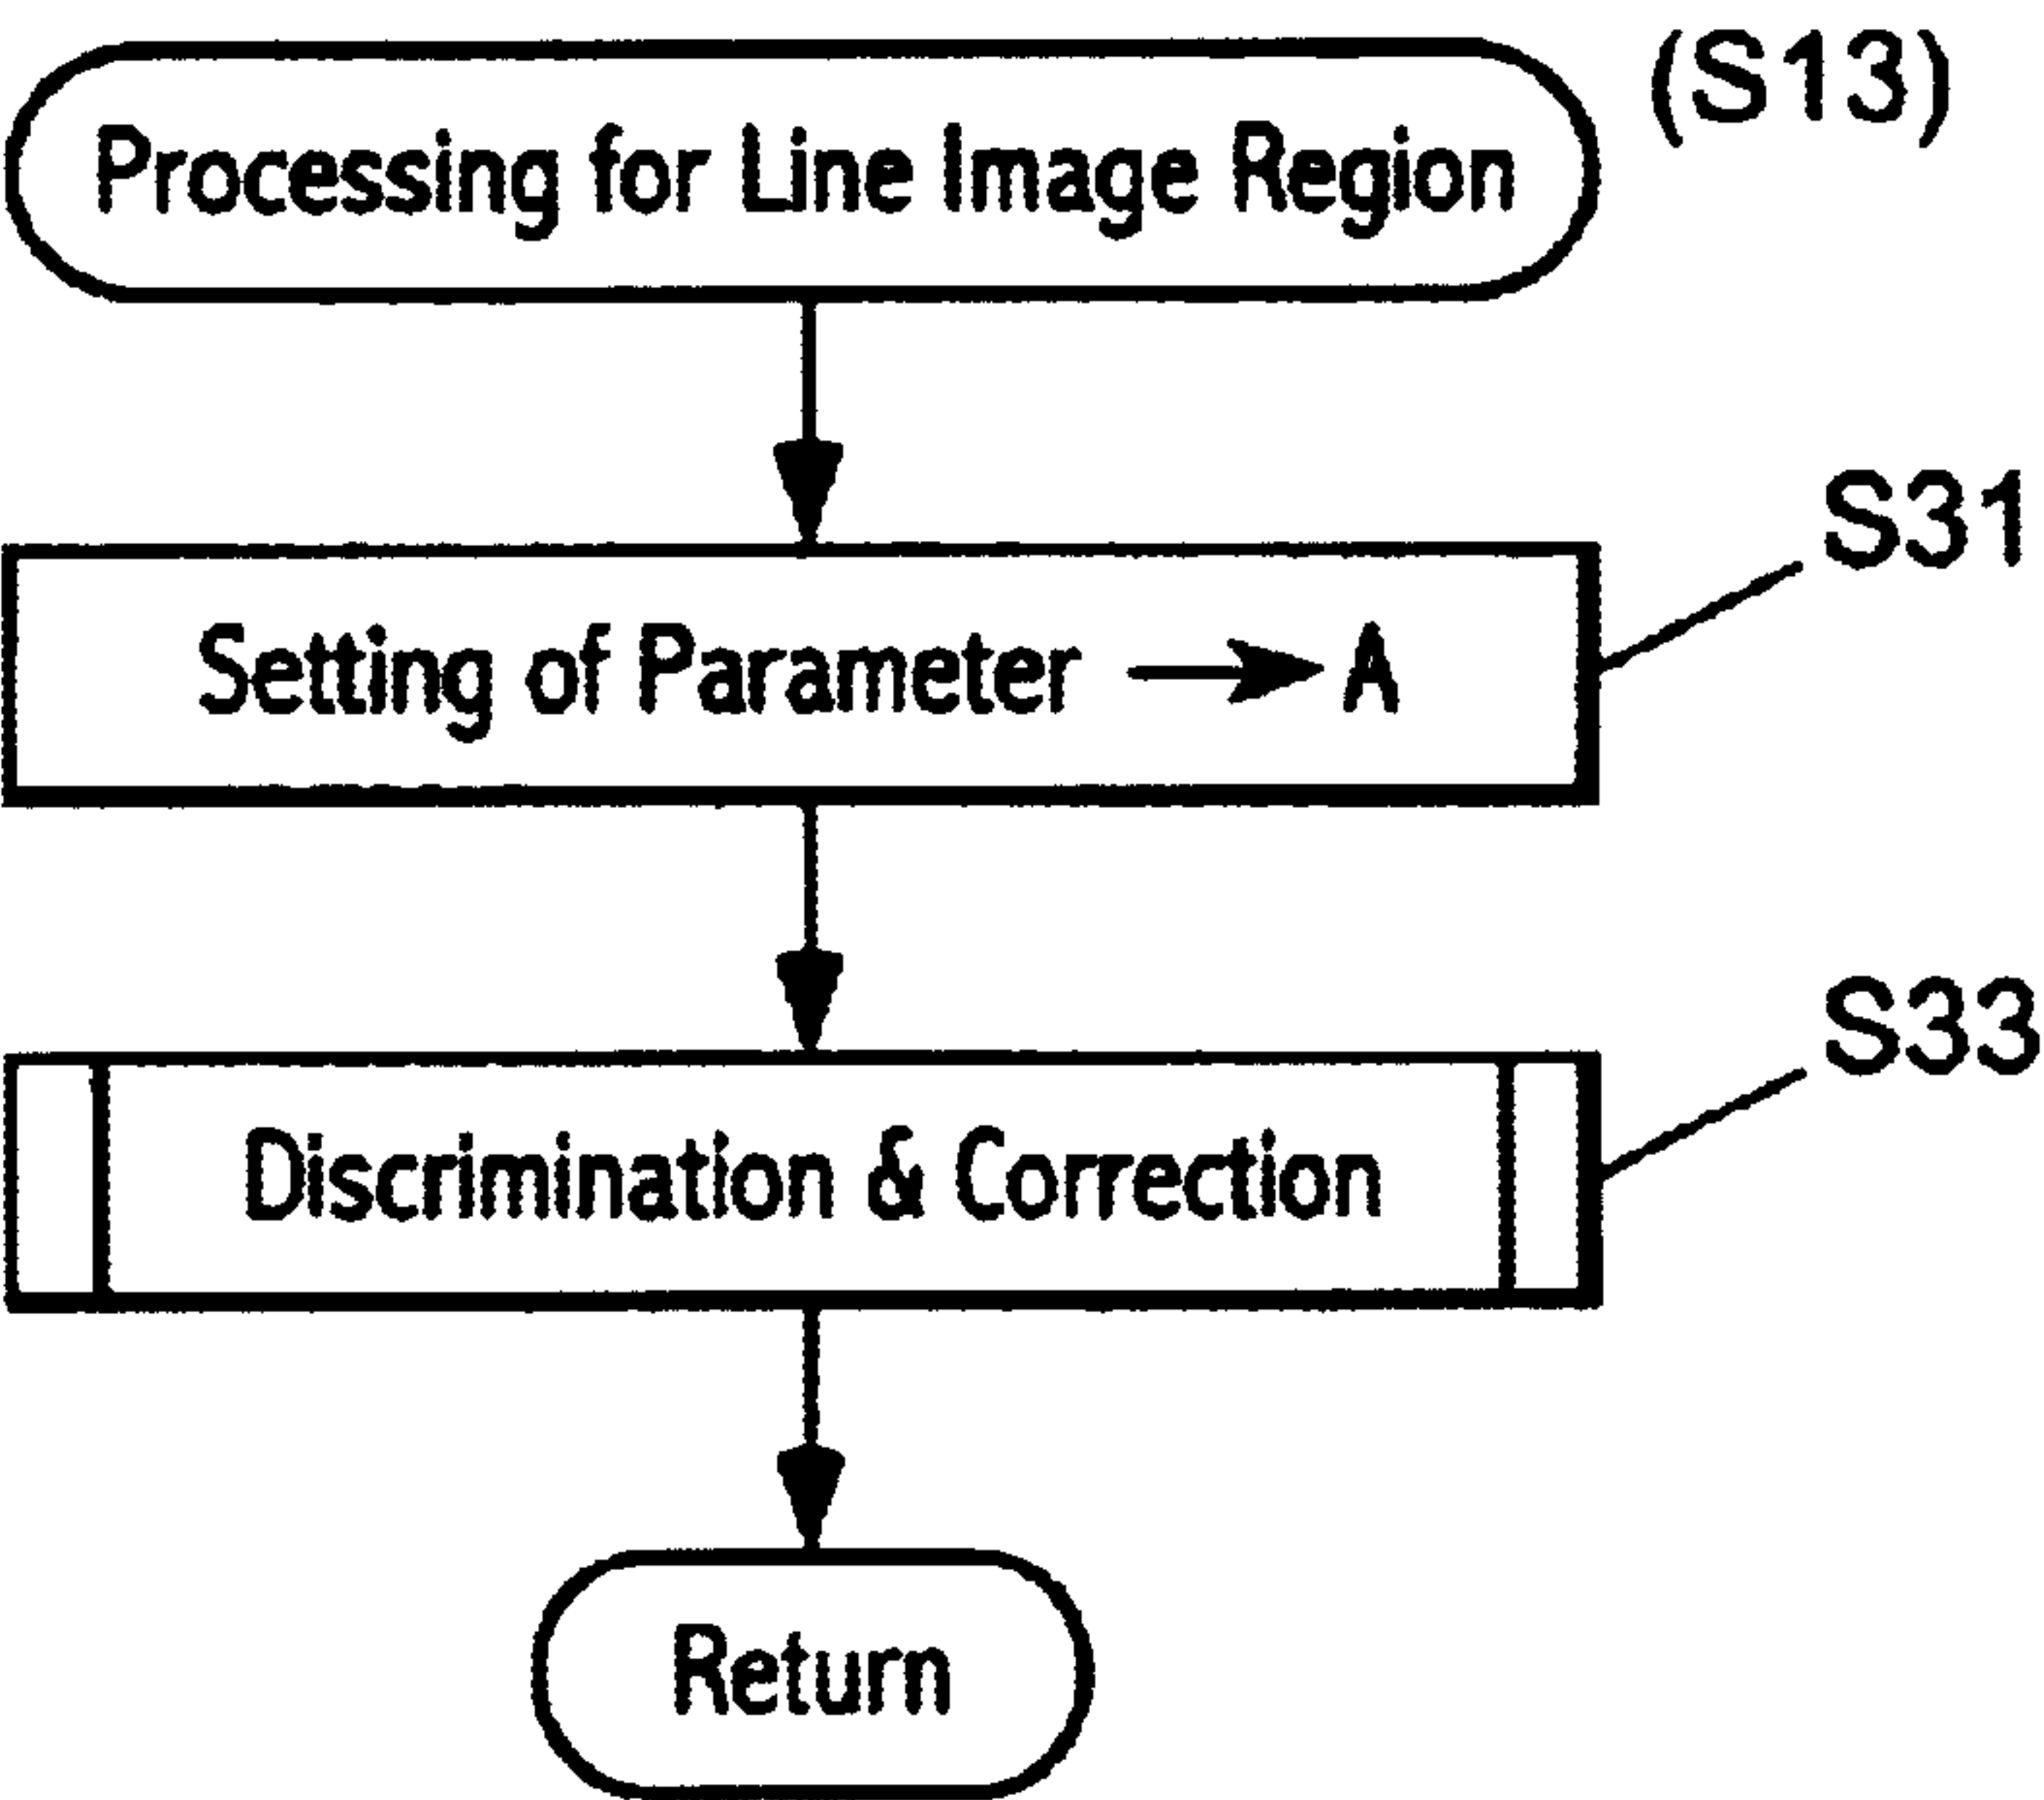 (S13)
Processing for Line Image Region
S31
Setting of Parameter → A
S33
Discrimination & Correction
Return